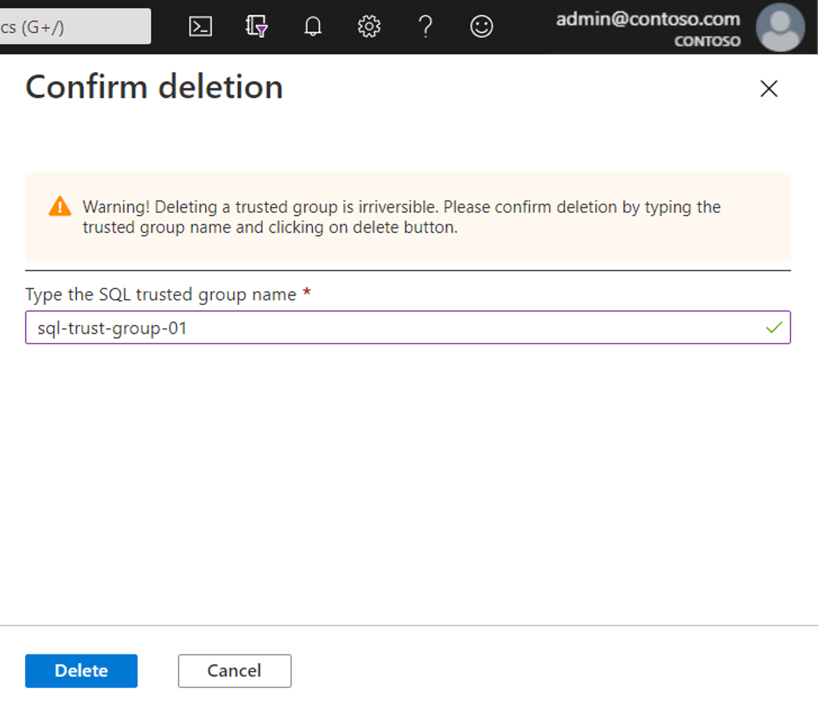 cs (G+/)
admin@contoso.com
CONTOSO
Confirm deletion
Warning! Deleting a trusted group is irriversible. Please confirm deletion by typing the
trusted group name and clicking on delete button.
Type the SQL trusted group name *
sql-trust-group-01
Delete
Cancel